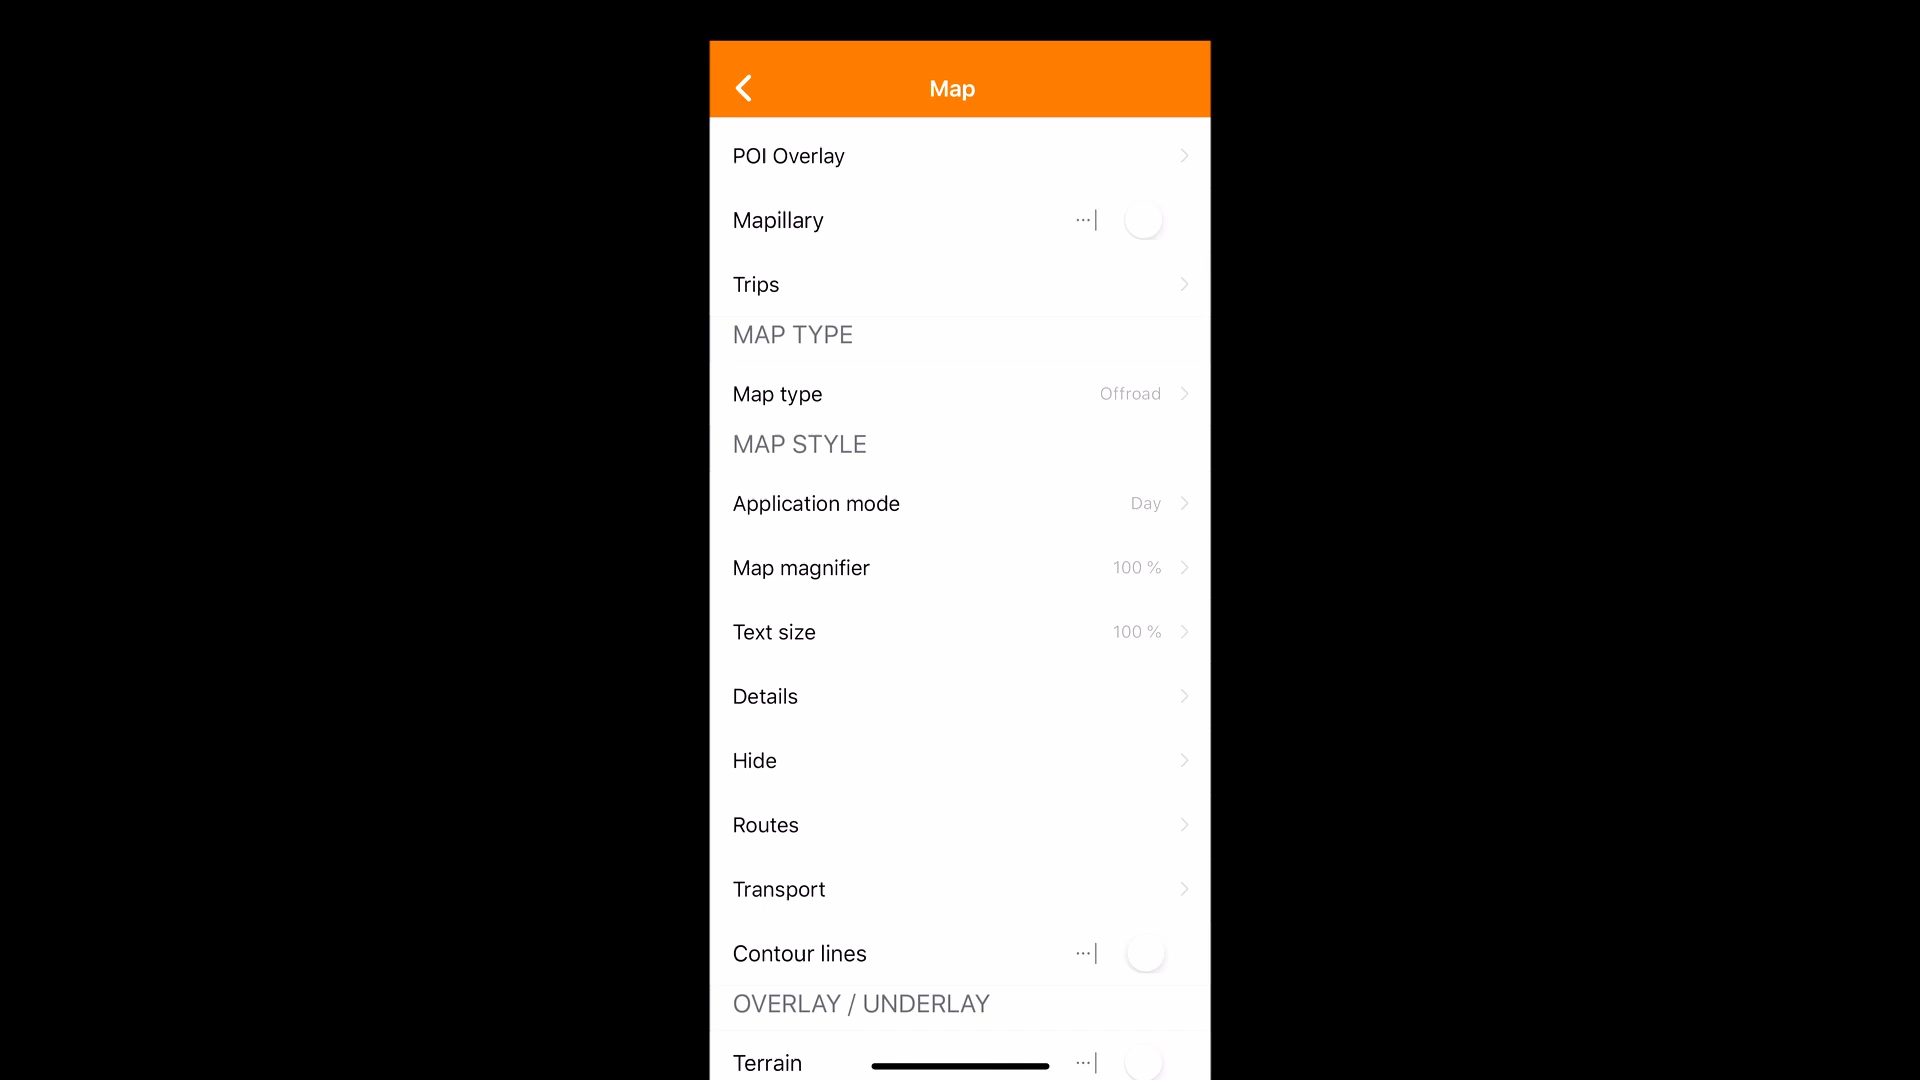 Map
POI Overlay
Mapillary
Trips
MAP TYPE
Map type Offroad
MAP STYLE
Application mode Day
Map magnifier 100 %
Text size 100 %
Details
Hide
Routes
Transport
Contour lines
OVERLAY / UNDERLAY
Terrain